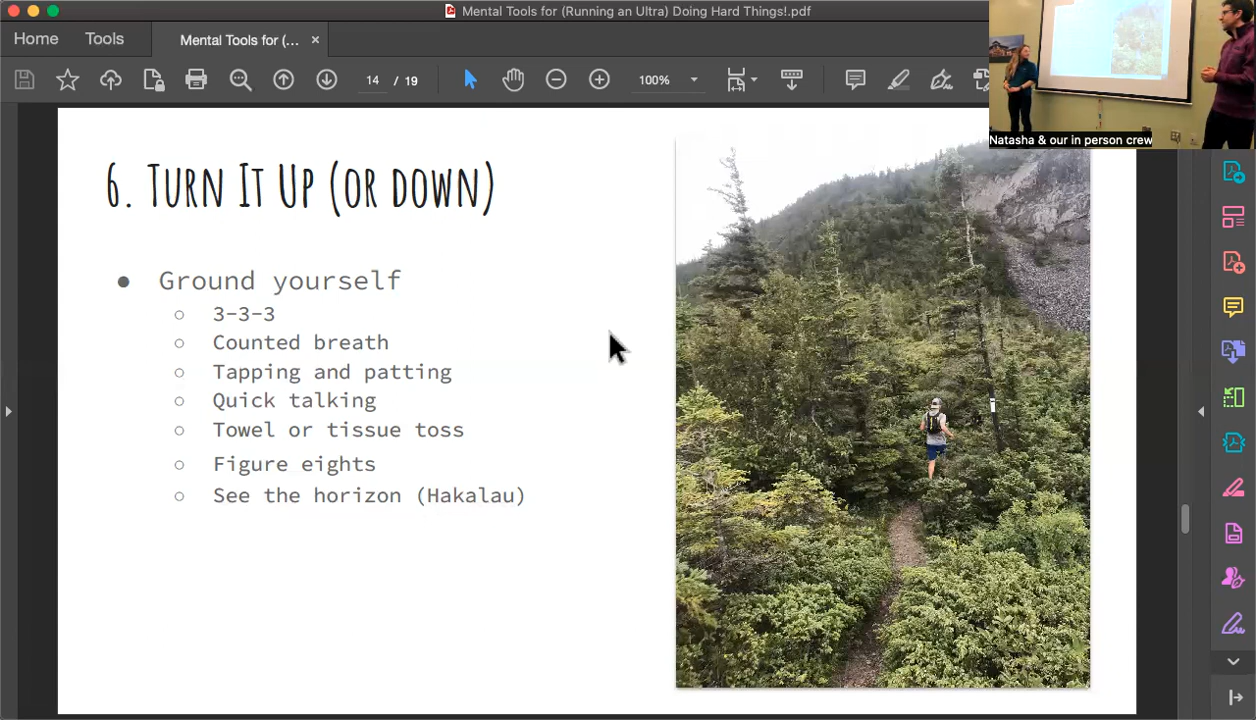 Mental Tools for (Running an Ultra) Doing Hard Things!.pdf
Home
Tools
Mental Tools for (... ×
14 / 19
100%
Natasha & our in person crew
6. Turn It Up (or down)
● Ground yourself
○ 3-3-3
○ Counted breath
○ Tapping and patting
○ Quick talking
○ Towel or tissue toss
○ Figure eights
○ See the horizon (Hakalau)